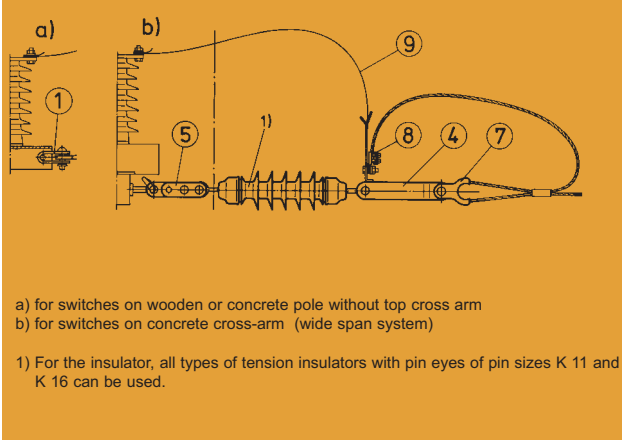 a)
b)
9
1
5
1)
8
4
7
a) for switches on wooden or concrete pole without top cross arm
b) for switches on concrete cross-arm (wide span system)
1) For the insulator, all types of tension insulators with pin eyes of pin sizes K 11 and
K 16 can be used.